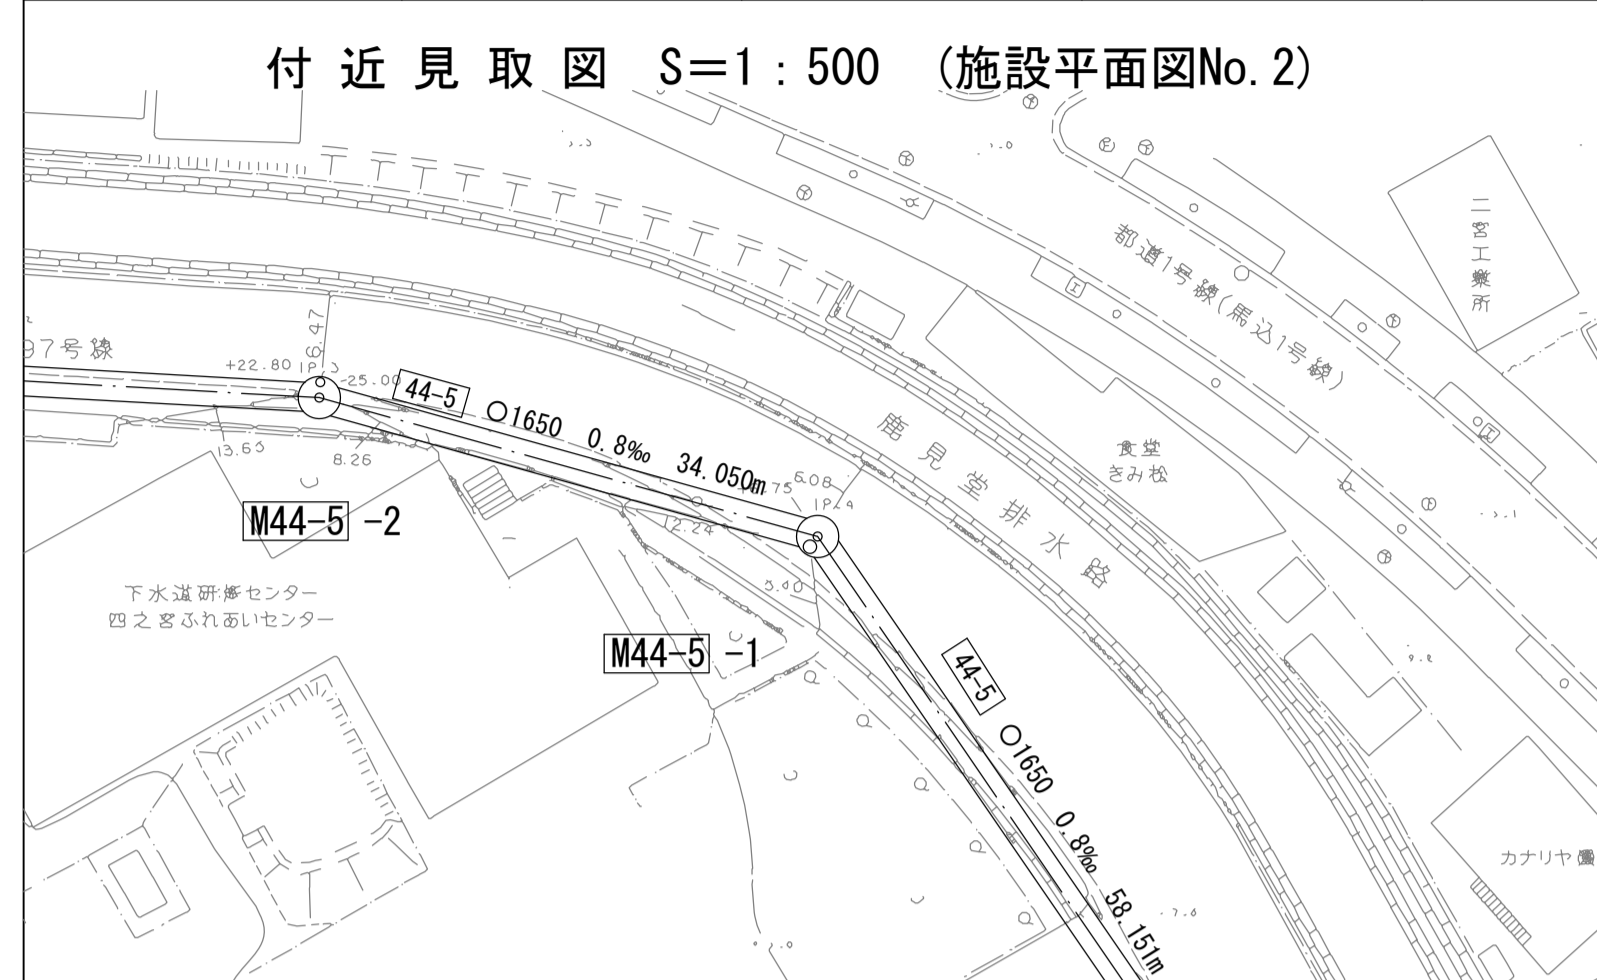 付近見取図 S=1:500 (施設平面図No.2)
都道1号線(馬込1号線)
二宮工業所
6.47
97号線
+22.80 IP.3
-25.00
44-5
○1650 0.8‰ 34.050m
鹿見堂排水路
食堂
きみ松
13.63
8.26
6.08
M44-5 -2
12.24
下水道研修センター
四之宮ふれあいセンター
M44-5 -1
44-5
○1650 0.8‰ 58.151m
カナリヤ園